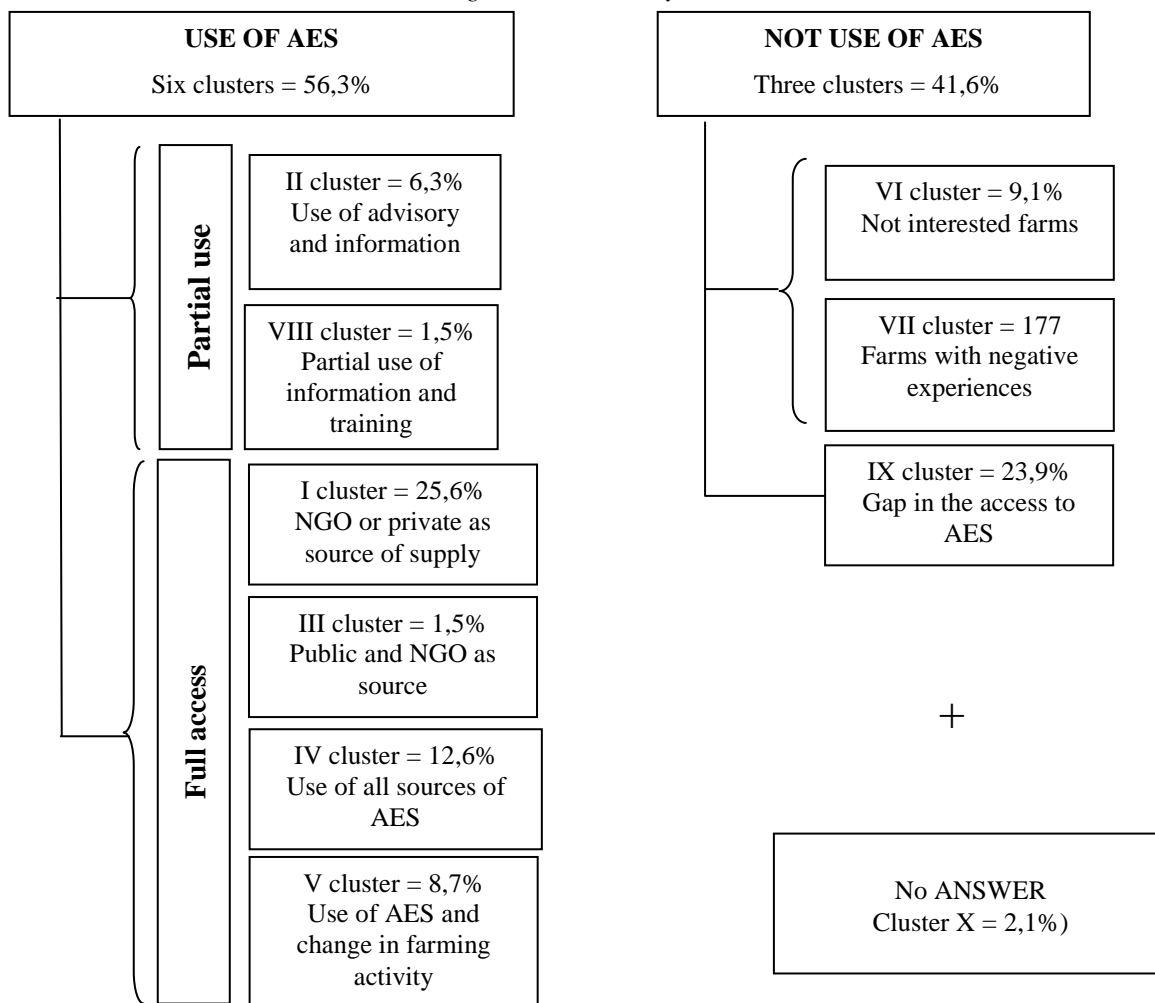 USE OF AES
Six clusters = 56,3%
NOT USE OF AES
Three clusters = 41,6%
Partial use
II cluster = 6,3%
Use of advisory
and information
VIII cluster = 1,5%
Partial use of
information and
training
Full access
I cluster = 25,6%
NGO or private as
source of supply
III cluster = 1,5%
Public and NGO as
source
IV cluster = 12,6%
Use of all sources of
AES
V cluster = 8,7%
Use of AES and
change in farming
activity
VI cluster = 9,1%
Not interested farms
VII cluster = 177
Farms with negative
experiences
IX cluster = 23,9%
Gap in the access to
AES
+
No ANSWER
Cluster X = 2,1%)